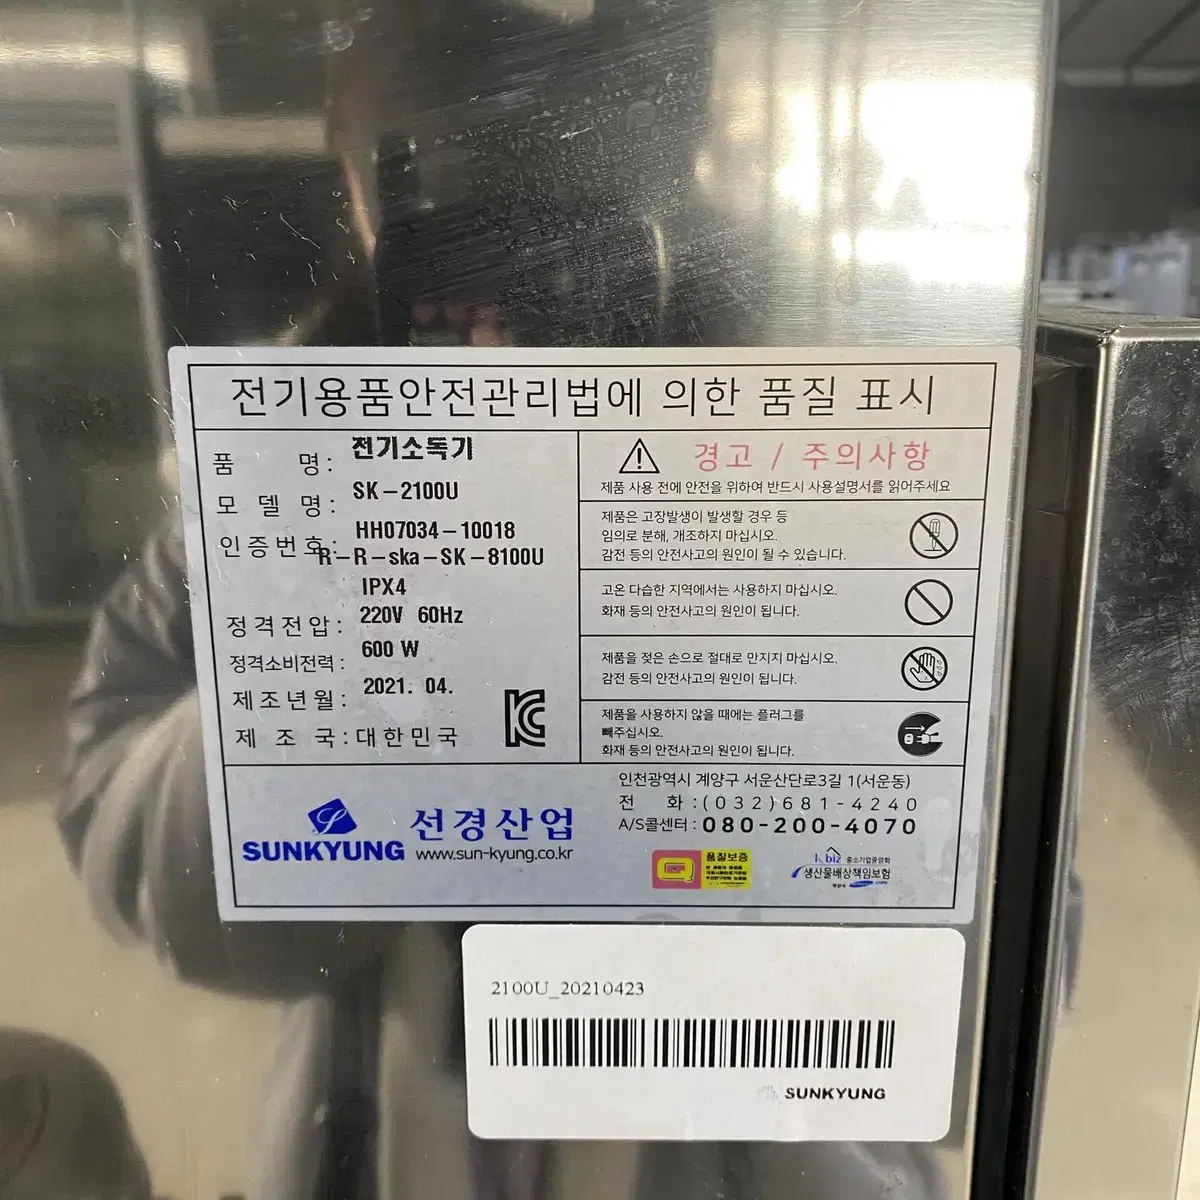 전기용품안전관리법에 의한 품질 표시
품 명: 전기소독기
모 델 명: SK-2100U
인증번호: HH07034-10018
R-R-ska-SK-8100U
IPX4
정격전압: 220V 60Hz
정격소비전력: 600 W
제조년월: 2021. 04.
제 조 국: 대한민국
경고 / 주의사항
제품 사용 전에 안전을 위하여 반드시 사용설명서를 읽어주세요
제품은 고장발생이 발생할 경우 등
임의로 분해, 개조하지 마십시오.
감전 등의 안전사고의 원인이 될 수 있습니다.
고온 다습한 지역에서는 사용하지 마십시오.
화재 등의 안전사고의 원인이 됩니다.
제품을 젖은 손으로 절대로 만지지 마십시오.
감전 등의 안전사고의 원인이 됩니다.
제품을 사용하지 않을 때에는 플러그를
빼주십시오.
화재 등의 안전사고의 원인이 됩니다.
SUNKYUNG
선경산업
www.sun-kyung.co.kr
인천광역시 계양구 서운산단로3길 1(서운동)
전 화:(032)681-4240
A/S콜센터: 080-200-4070
품질보증
Kbiz 중소기업중앙회
생산물배상책임보험
2100U_20210423
SUNKYUNG